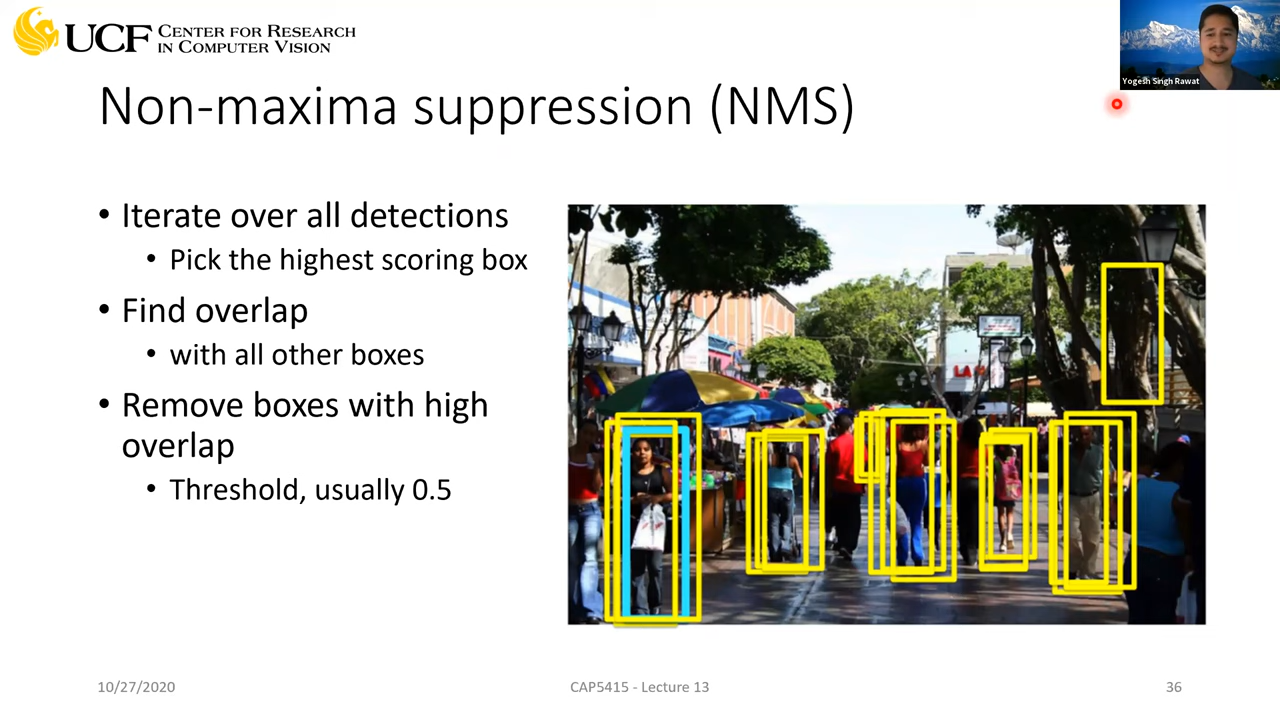 UCF CENTER FOR RESEARCH
IN COMPUTER VISION
Yogesh Singh Rawat
Non-maxima suppression (NMS)
• Iterate over all detections
• Pick the highest scoring box
• Find overlap
• with all other boxes
• Remove boxes with high
overlap
• Threshold, usually 0.5
LA
10/27/2020
CAP5415 - Lecture 13
36